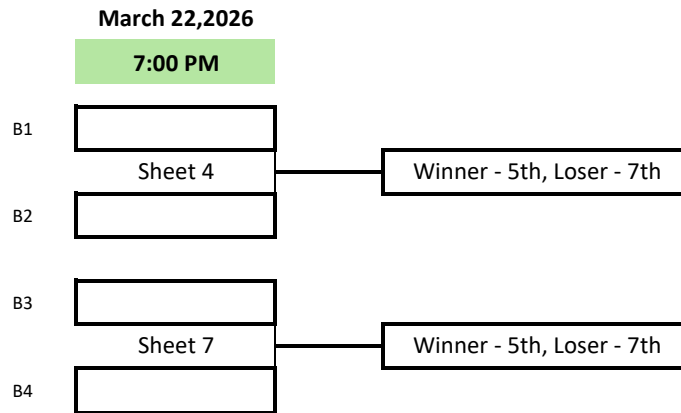 March 22,2026
7:00 PM
B1
Sheet 4
Winner - 5th, Loser - 7th
B2
B3
Sheet 7
Winner - 5th, Loser - 7th
B4